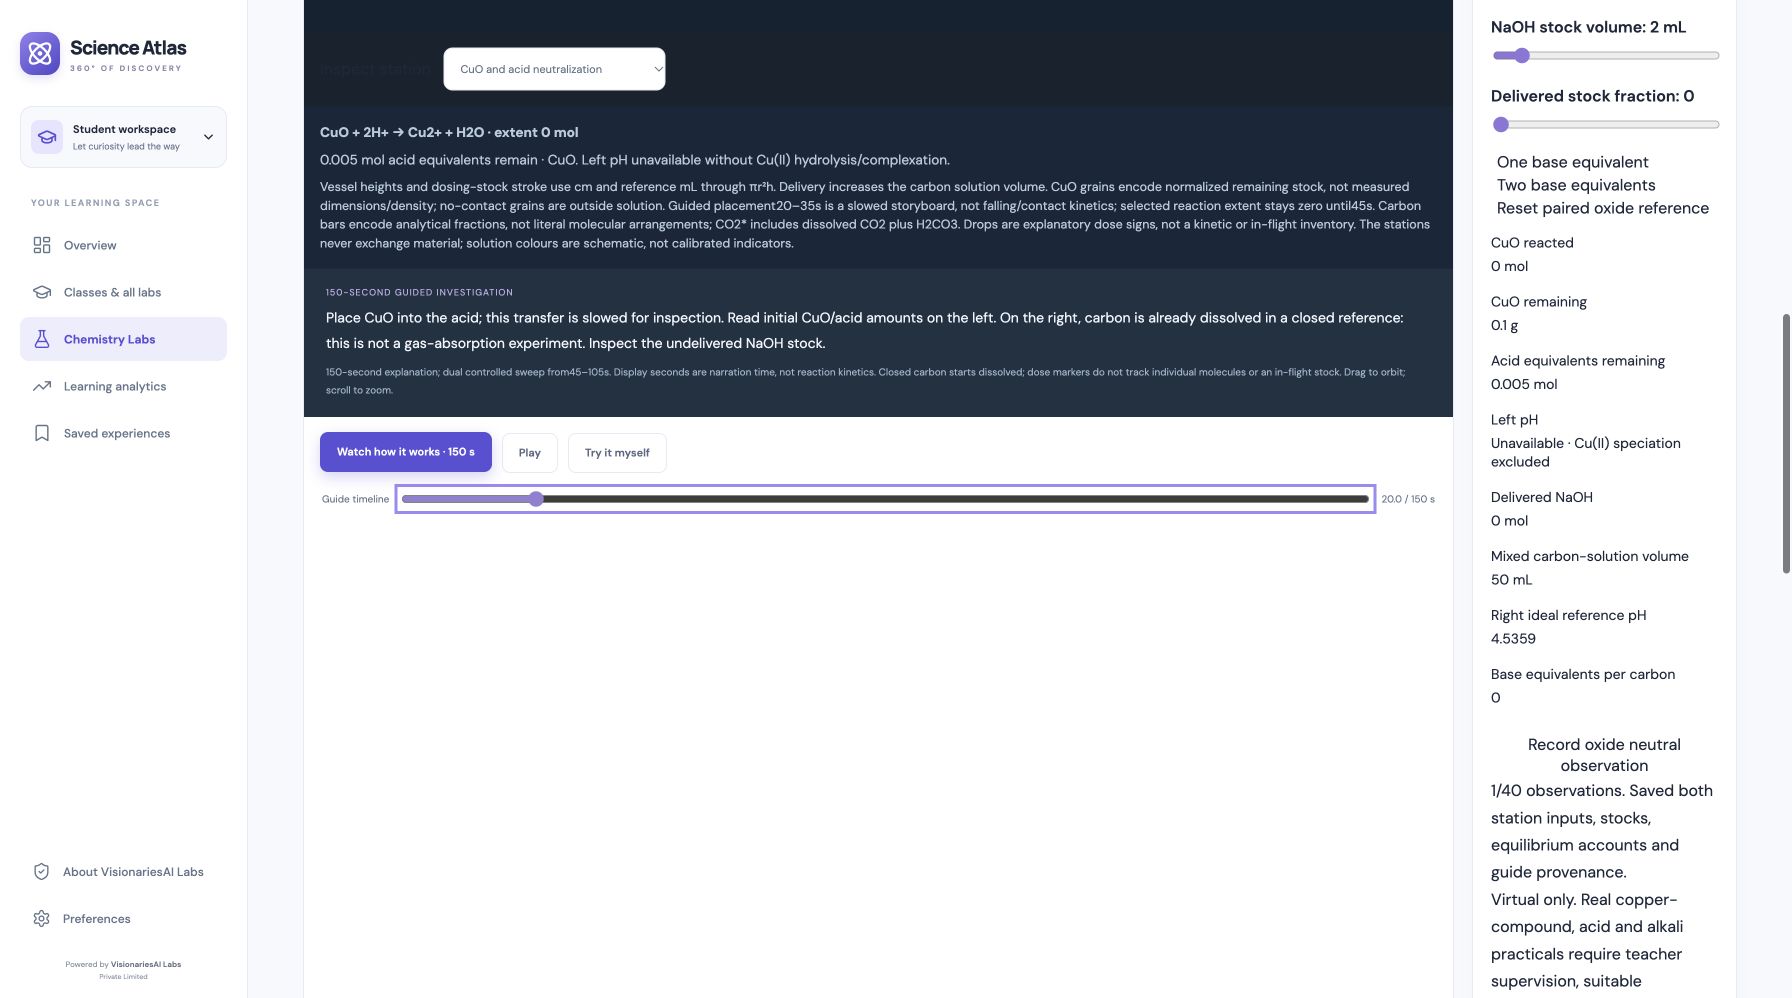 Science Atlas
360° OF DISCOVERY
Student workspace
Let curiosity lead the way
YOUR LEARNING SPACE
Overview
Classes & all labs
Chemistry Labs
Learning analytics
Saved experiences
About VisionariesAI Labs
Preferences
Powered by VisionariesAI Labs
Private Limited
Inspect station
CuO and acid neutralization
CuO + 2H+ → Cu2+ + H2O · extent 0 mol
0.005 mol acid equivalents remain · CuO. Left pH unavailable without Cu(II) hydrolysis/complexation.
Vessel heights and dosing-stock stroke use cm and reference mL through πr²h. Delivery increases the carbon solution volume. CuO grains encode normalized remaining stock, not measured
dimensions/density; no-contact grains are outside solution. Guided placement20–35s is a slowed storyboard, not falling/contact kinetics; selected reaction extent stays zero until45s. Carbon
bars encode analytical fractions, not literal molecular arrangements; CO2* includes dissolved CO2 plus H2CO3. Drops are explanatory dose signs, not a kinetic or in-flight inventory. The stations
never exchange material; solution colours are schematic, not calibrated indicators.
150-SECOND GUIDED INVESTIGATION
Place CuO into the acid; this transfer is slowed for inspection. Read initial CuO/acid amounts on the left. On the right, carbon is already dissolved in a closed reference:
this is not a gas-absorption experiment. Inspect the undelivered NaOH stock.
150-second explanation; dual controlled sweep from45–105s. Display seconds are narration time, not reaction kinetics. Closed carbon starts dissolved; dose markers do not track individual molecules or an in-flight stock. Drag to orbit;
scroll to zoom.
Watch how it works · 150 s
Play
Try it myself
Guide timeline
20.0 / 150 s
NaOH stock volume: 2 mL
Delivered stock fraction: 0
One base equivalent
Two base equivalents
Reset paired oxide reference
CuO reacted
0 mol
CuO remaining
0.1 g
Acid equivalents remaining
0.005 mol
Left pH
Unavailable · Cu(II) speciation
excluded
Delivered NaOH
0 mol
Mixed carbon-solution volume
50 mL
Right ideal reference pH
4.5359
Base equivalents per carbon
0
Record oxide neutral
observation
1/40 observations. Saved both
station inputs, stocks,
equilibrium accounts and
guide provenance.
Virtual only. Real copper-
compound, acid and alkali
practicals require teacher
supervision, suitable